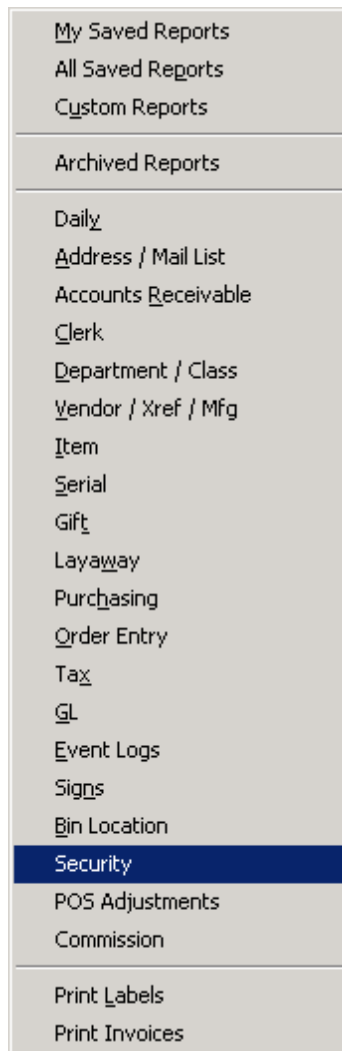 My Saved Reports
All Saved Reports
Custom Reports
Archived Reports
Daily
Address / Mail List
Accounts Receivable
Clerk
Department / Class
Vendor / Xref / Mfg
Item
Serial
Gift
Layaway
Purchasing
Order Entry
Tax
GL
Event Logs
Signs
Bin Location
Security
POS Adjustments
Commission
Print Labels
Print Invoices